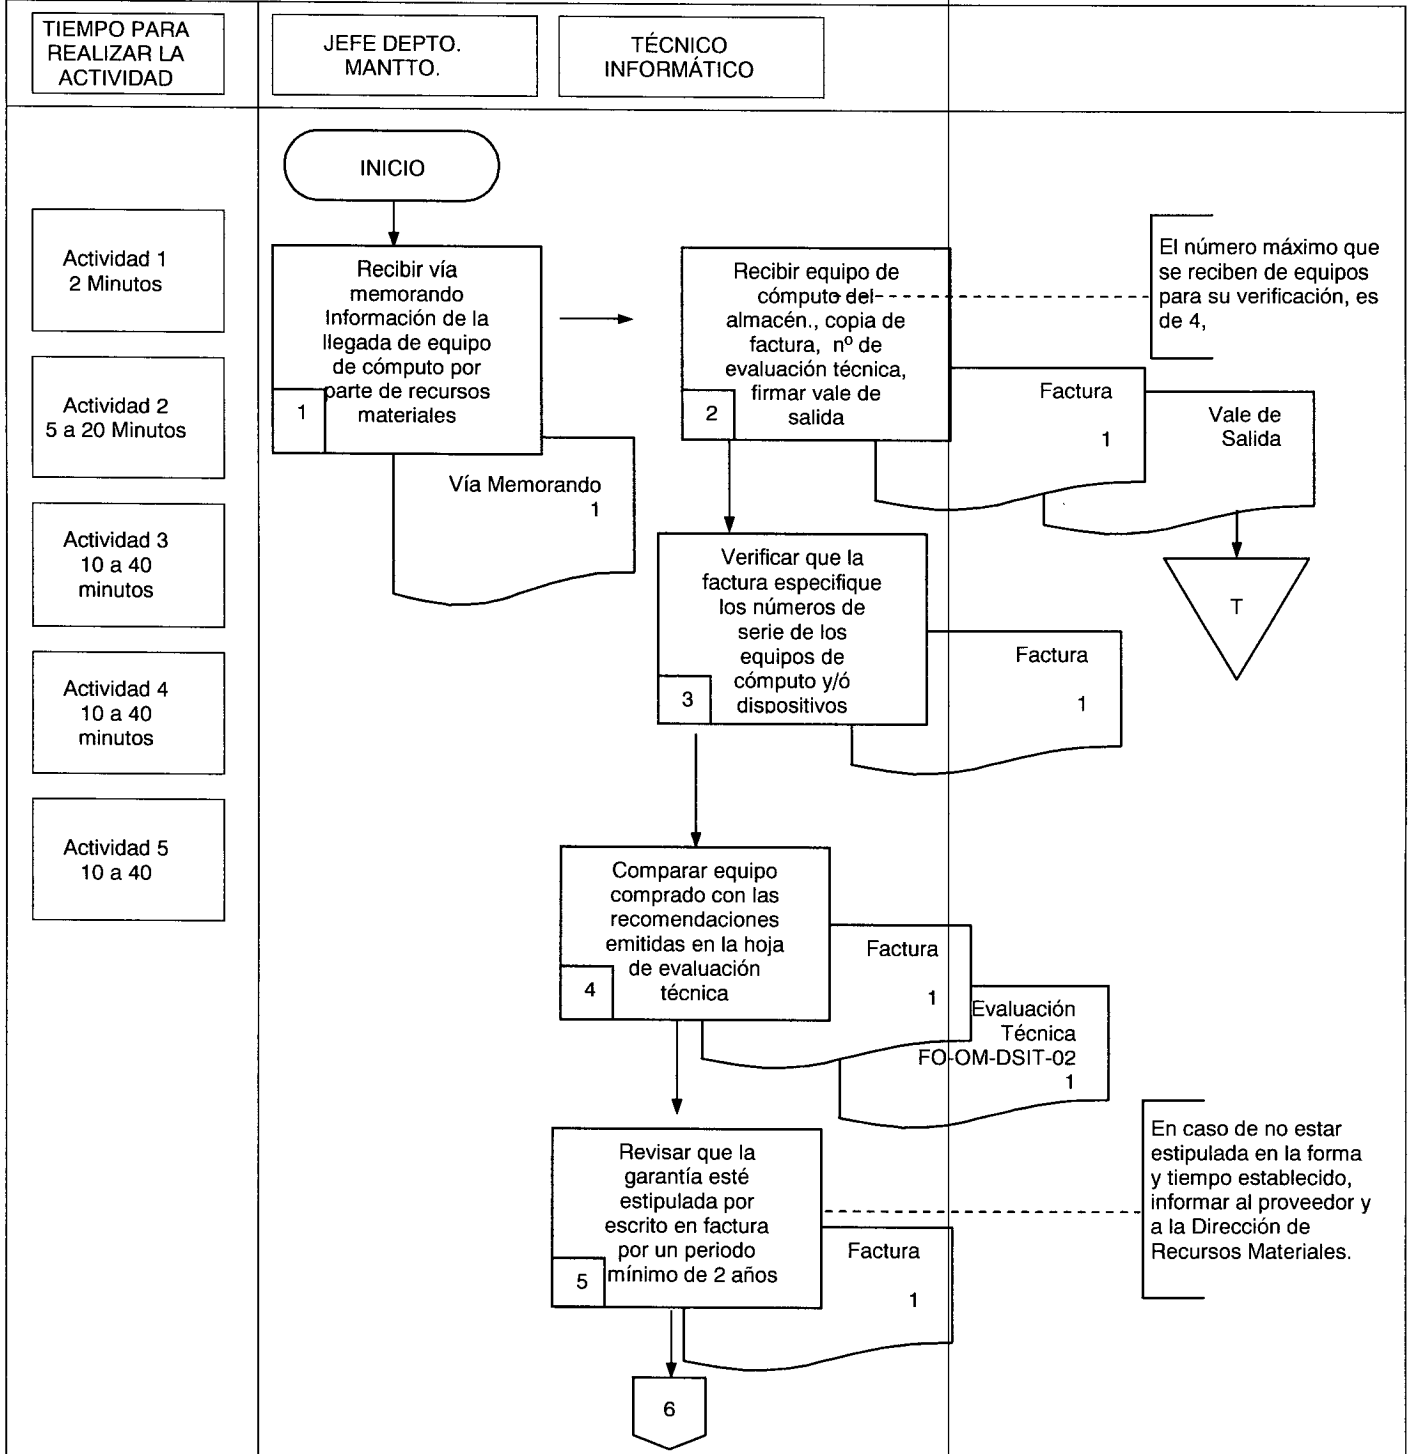 TIEMPO PARA
REALIZAR LA
ACTIVIDAD
JEFE DEPTO.
MANTTO.
TÉCNICO
INFORMÁTICO
INICIO
Actividad 1
2 Minutos
Recibir vía
memorando
Información de la
llegada de equipo
de cómputo por
parte de recursos
materiales
1
Vía Memorando
1
Recibir equipo de
cómputo del
almacén., copia de
factura, nº de
evaluación técnica,
firmar vale de
salida
2
El número máximo que
se reciben de equipos
para su verificación, es
de 4,
Factura
1
Vale de
Salida
T
Actividad 2
5 a 20 Minutos
Actividad 3
10 a 40
minutos
Verificar que la
factura especifique
los números de
serie de los
equipos de
cómputo y/ó
dispositivos
3
Factura
1
Actividad 4
10 a 40
minutos
Actividad 5
10 a 40
Comparar equipo
comprado con las
recomendaciones
emitidas en la hoja
de evaluación
técnica
4
Factura
1
Evaluación
Técnica
FO-OM-DSIT-02
1
Revisar que la
garantía esté
estipulada por
escrito en factura
por un periodo
mínimo de 2 años
5
Factura
1
En caso de no estar
estipulada en la forma
y tiempo establecido,
informar al proveedor y
a la Dirección de
Recursos Materiales.
6